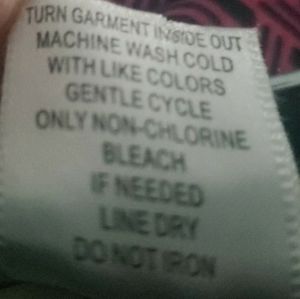 TURN GARMENT INSIDE OUT
MACHINE WASH COLD
WITH LIKE COLORS
GENTLE CYCLE
ONLY NON-CHLORINE
BLEACH
IF NEEDED
LINE DRY
DO NOT IRON